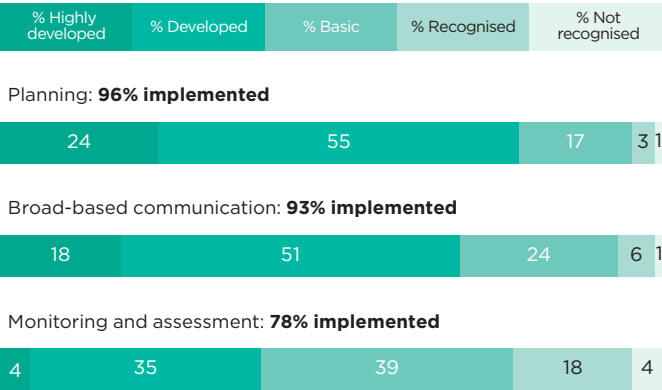 % Highly developed % Developed % Basic % Recognised % Not recognised
Planning: 96% implemented
24 55 17 3 1
Broad-based communication: 93% implemented
18 51 24 6 1
Monitoring and assessment: 78% implemented
4 35 39 18 4